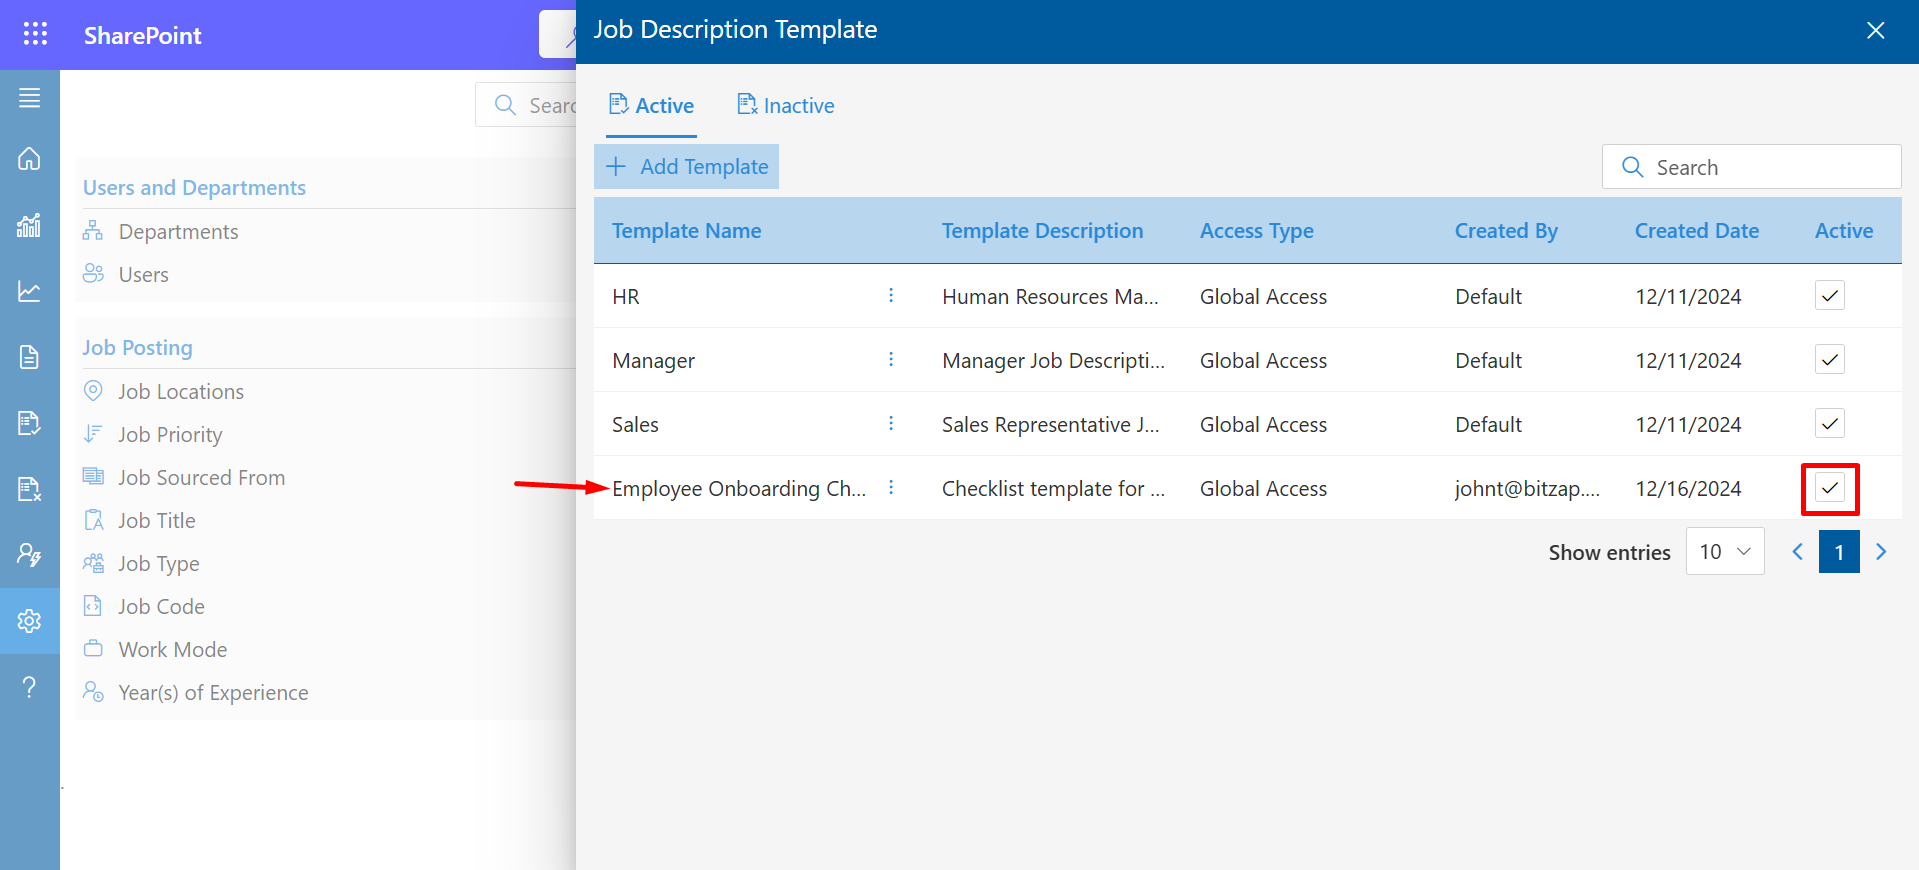 SharePoint
Search
Users and Departments
Departments
Users
Job Posting
Job Locations
Job Priority
Job Sourced From
Job Title
Job Type
Job Code
Work Mode
Year(s) of Experience
Job Description Template
Active Inactive
Add Template
Search
Template Name Template Description Access Type Created By Created Date Active
HR Human Resources Ma... Global Access Default 12/11/2024
Manager Manager Job Descripti... Global Access Default 12/11/2024
Sales Sales Representative J... Global Access Default 12/11/2024
Employee Onboarding Ch... Checklist template for ... Global Access johnt@bitzap.... 12/16/2024
Show entries 10 1